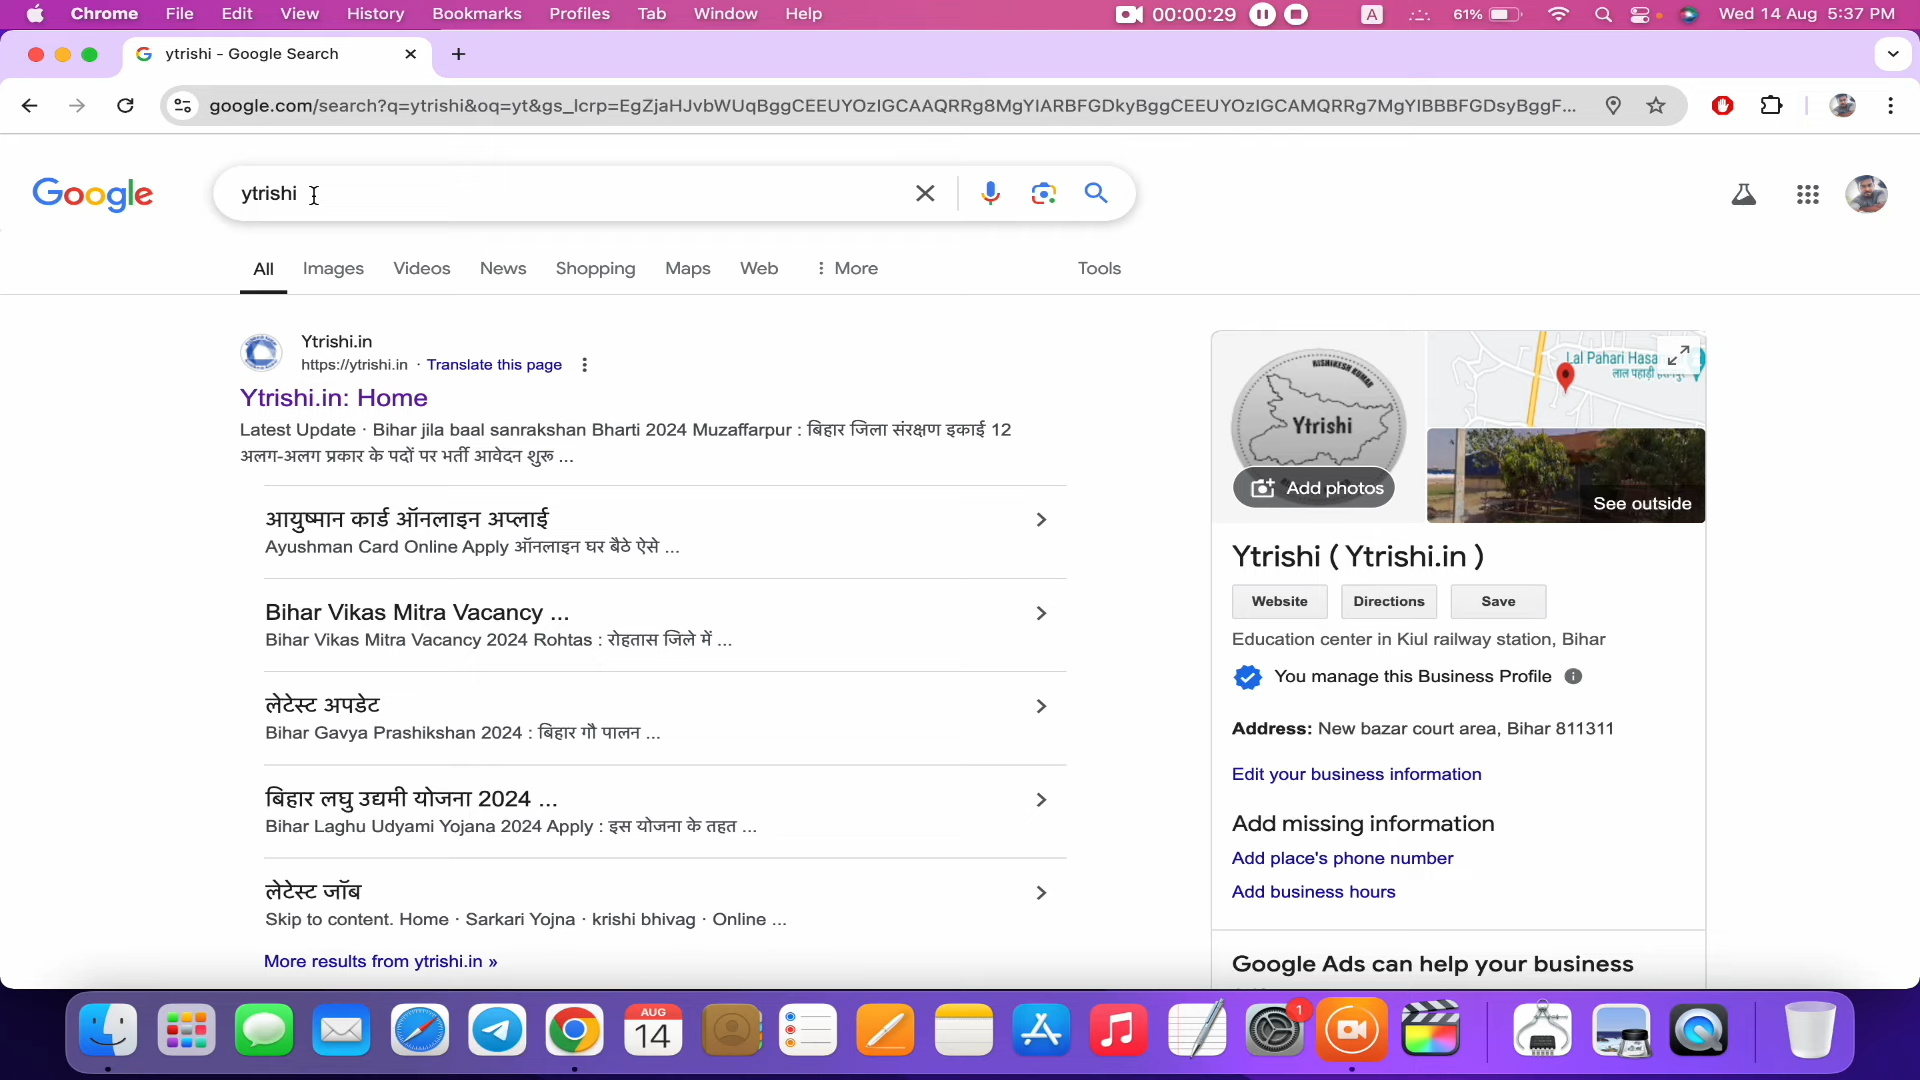 Chrome File Edit View History Bookmarks Profiles Tab Window Help 00:00:29 A 61% Wed 14 Aug 5:37 PM
ytrishi - Google Search
google.com/search?q=ytrishi&oq=yt&gs_lcrp=EgZjaHJvbWUqBggCEEUYOzIGCAAQRRg8MgYIARBFGDkyBggCEEUYOzIGCAMQRRg7MgYIBBBFGDsyBggF...
Google
ytrishi
All Images Videos News Shopping Maps Web More Tools
Ytrishi.in
https://ytrishi.in · Translate this page
Ytrishi.in: Home
Latest Update · Bihar jila baal sanrakshan Bharti 2024 Muzaffarpur : बिहार जिला संरक्षण इकाई 12
अलग-अलग प्रकार के पदों पर भर्ती आवेदन शुरू ...
आयुष्मान कार्ड ऑनलाइन अप्लाई
Ayushman Card Online Apply ऑनलाइन घर बैठे ऐसे ...
Bihar Vikas Mitra Vacancy ...
Bihar Vikas Mitra Vacancy 2024 Rohtas : रोहतास जिले में ...
लेटेस्ट अपडेट
Bihar Gavya Prashikshan 2024 : बिहार गौ पालन ...
बिहार लघु उद्यमी योजना 2024 ...
Bihar Laghu Udyami Yojana 2024 Apply : इस योजना के तहत ...
लेटेस्ट जॉब
Skip to content. Home · Sarkari Yojna · krishi bhivag · Online ...
More results from ytrishi.in »
RISHIKESH KUMAR
Ytrishi
Add photos
Lal Pahari Hasa
लाल पहाड़ी
See outside
Ytrishi ( Ytrishi.in )
Website Directions Save
Education center in Kiul railway station, Bihar
You manage this Business Profile
Address: New bazar court area, Bihar 811311
Edit your business information
Add missing information
Add place's phone number
Add business hours
Google Ads can help your business
AUG
14
1